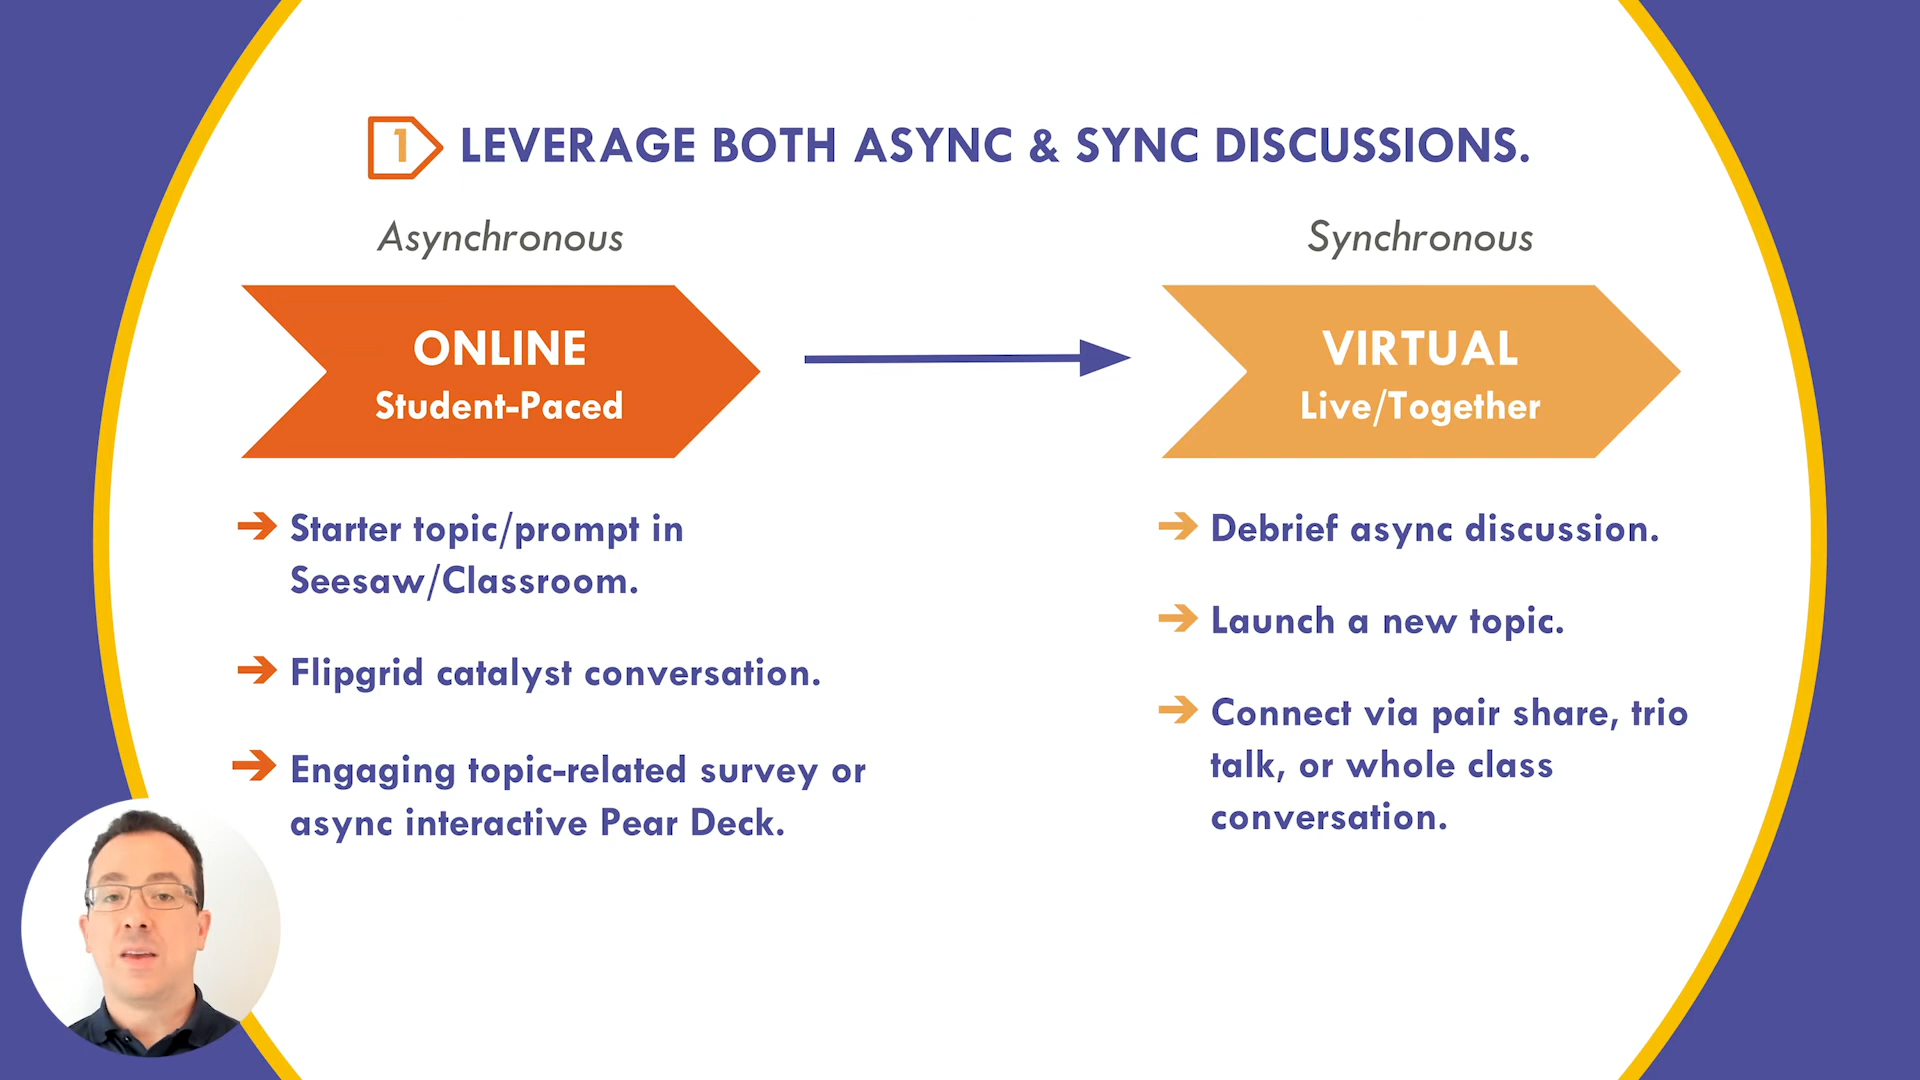 1 LEVERAGE BOTH ASYNC & SYNC DISCUSSIONS.
Asynchronous
ONLINE
Student-Paced
Starter topic/prompt in
Seesaw/Classroom.
Flipgrid catalyst conversation.
Engaging topic-related survey or
async interactive Pear Deck.
Synchronous
VIRTUAL
Live/Together
Debrief async discussion.
Launch a new topic.
Connect via pair share, trio
talk, or whole class
conversation.